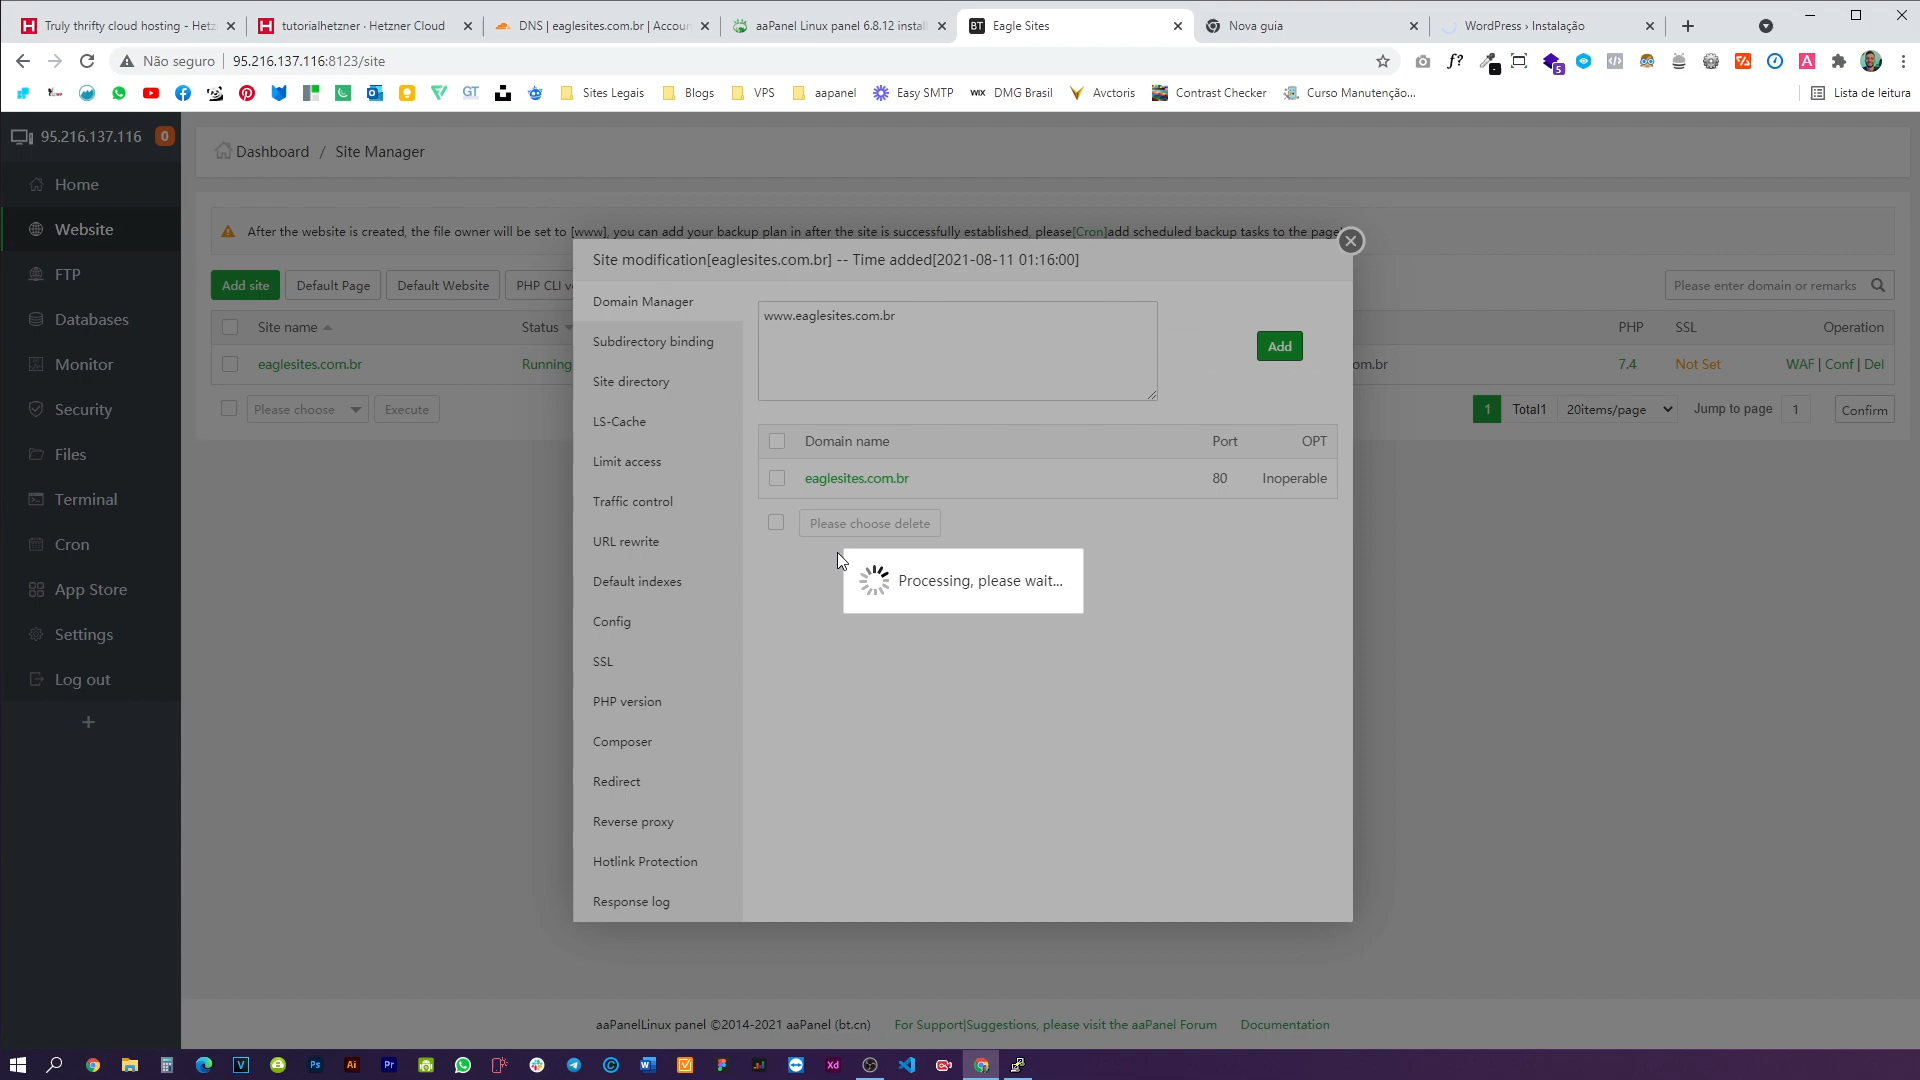 Truly thrifty cloud hosting - Hetz
tutorialhetzner · Hetzner Cloud
DNS | eaglesites.com.br | Accoun
aaPanel Linux panel 6.8.12 instal
Eagle Sites
Nova guia
WordPress › Instalação
Não seguro
95.216.137.116:8123/site
Sites Legais
Blogs
VPS
aapanel
Easy SMTP
DMG Brasil
Avctoris
Contrast Checker
Curso Manutenção...
Lista de leitura
95.216.137.116
0
Dashboard / Site Manager
Home
Website
FTP
Databases
Monitor
Security
Files
Terminal
Cron
App Store
Settings
Log out
After the website is created, the file owner will be set to [www], you can add your backup plan in after the site is successfully established, please[Cron]add scheduled backup tasks to the page!
Add site
Default Page
Default Website
PHP CLI ve
Please enter domain or remarks
Site name
Status
PHP
SSL
Operation
eaglesites.com.br
Running
om.br
7.4
Not Set
WAF | Conf | Del
Please choose
Execute
1
Total1
20items/page
Jump to page
1
Confirm
Site modification[eaglesites.com.br] -- Time added[2021-08-11 01:16:00]
Domain Manager
Subdirectory binding
Site directory
LS-Cache
Limit access
Traffic control
URL rewrite
Default indexes
Config
SSL
PHP version
Composer
Redirect
Reverse proxy
Hotlink Protection
Response log
www.eaglesites.com.br
Add
Domain name
Port
OPT
eaglesites.com.br
80
Inoperable
Please choose delete
Processing, please wait...
aaPanelLinux panel ©2014-2021 aaPanel (bt.cn)
For Support|Suggestions, please visit the aaPanel Forum
Documentation